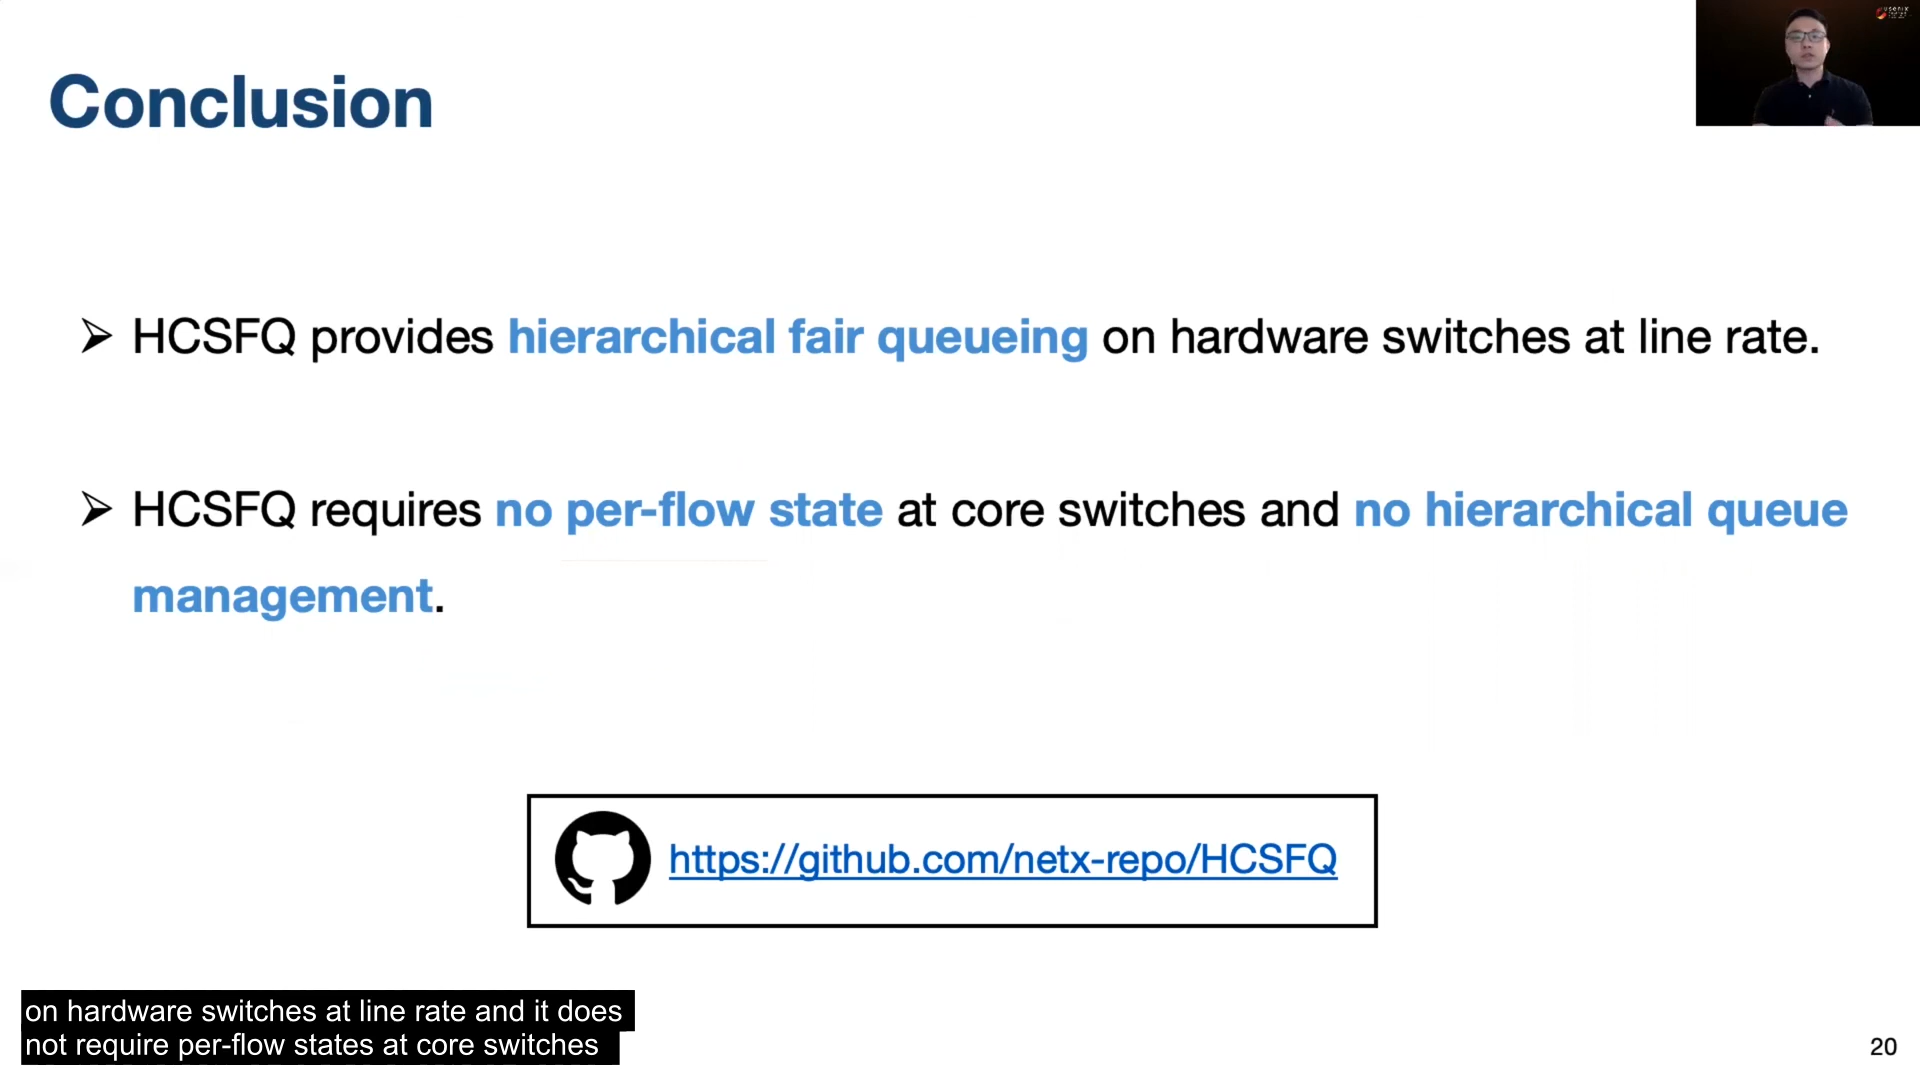 usenix
Conclusion
➢ HCSFQ provides hierarchical fair queueing on hardware switches at line rate.
➢ HCSFQ requires no per-flow state at core switches and no hierarchical queue
management.
https://github.com/netx-repo/HCSFQ
on hardware switches at line rate and it does
not require per-flow states at core switches
20